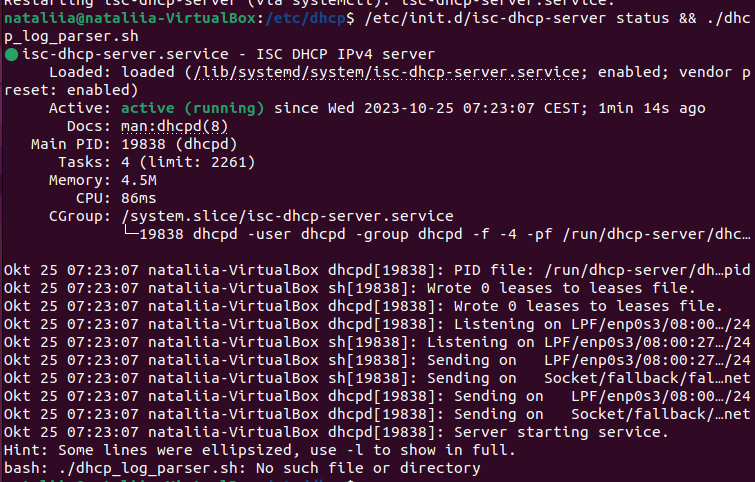 Restarting isc-dhcp-server (via systemctl): isc-dhcp-server.service.
nataliia@nataliia-VirtualBox:/etc/dhcp$ /etc/init.d/isc-dhcp-server status && ./dhc
p_log_parser.sh
● isc-dhcp-server.service - ISC DHCP IPv4 server
Loaded: loaded (/lib/systemd/system/isc-dhcp-server.service; enabled; vendor p
reset: enabled)
Active: active (running) since Wed 2023-10-25 07:23:07 CEST; 1min 14s ago
Docs: man:dhcpd(8)
Main PID: 19838 (dhcpd)
Tasks: 4 (limit: 2261)
Memory: 4.5M
CPU: 86ms
CGroup: /system.slice/isc-dhcp-server.service
└─19838 dhcpd -user dhcpd -group dhcpd -f -4 -pf /run/dhcp-server/dhc…
Okt 25 07:23:07 nataliia-VirtualBox dhcpd[19838]: PID file: /run/dhcp-server/dh…pid
Okt 25 07:23:07 nataliia-VirtualBox sh[19838]: Wrote 0 leases to leases file.
Okt 25 07:23:07 nataliia-VirtualBox dhcpd[19838]: Wrote 0 leases to leases file.
Okt 25 07:23:07 nataliia-VirtualBox dhcpd[19838]: Listening on LPF/enp0s3/08:00…/24
Okt 25 07:23:07 nataliia-VirtualBox sh[19838]: Listening on LPF/enp0s3/08:00:27…/24
Okt 25 07:23:07 nataliia-VirtualBox sh[19838]: Sending on   LPF/enp0s3/08:00:27…/24
Okt 25 07:23:07 nataliia-VirtualBox sh[19838]: Sending on   Socket/fallback/fal…net
Okt 25 07:23:07 nataliia-VirtualBox dhcpd[19838]: Sending on   LPF/enp0s3/08:00…/24
Okt 25 07:23:07 nataliia-VirtualBox dhcpd[19838]: Sending on   Socket/fallback/…net
Okt 25 07:23:07 nataliia-VirtualBox dhcpd[19838]: Server starting service.
Hint: Some lines were ellipsized, use -l to show in full.
bash: ./dhcp_log_parser.sh: No such file or directory
nataliia@nataliia-VirtualBox:/etc/dhcp$